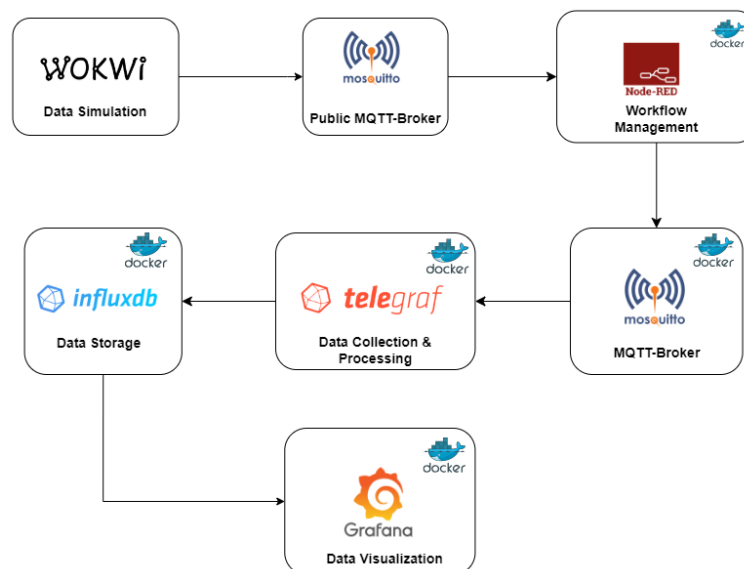 WOKWi
Data Simulation
mosquitto
Public MQTT-Broker
docker
Node-RED
Workflow
Management
docker
influxdb
Data Storage
docker
telegraf
Data Collection &
Processing
docker
mosquitto
MQTT-Broker
docker
Grafana
Data Visualization